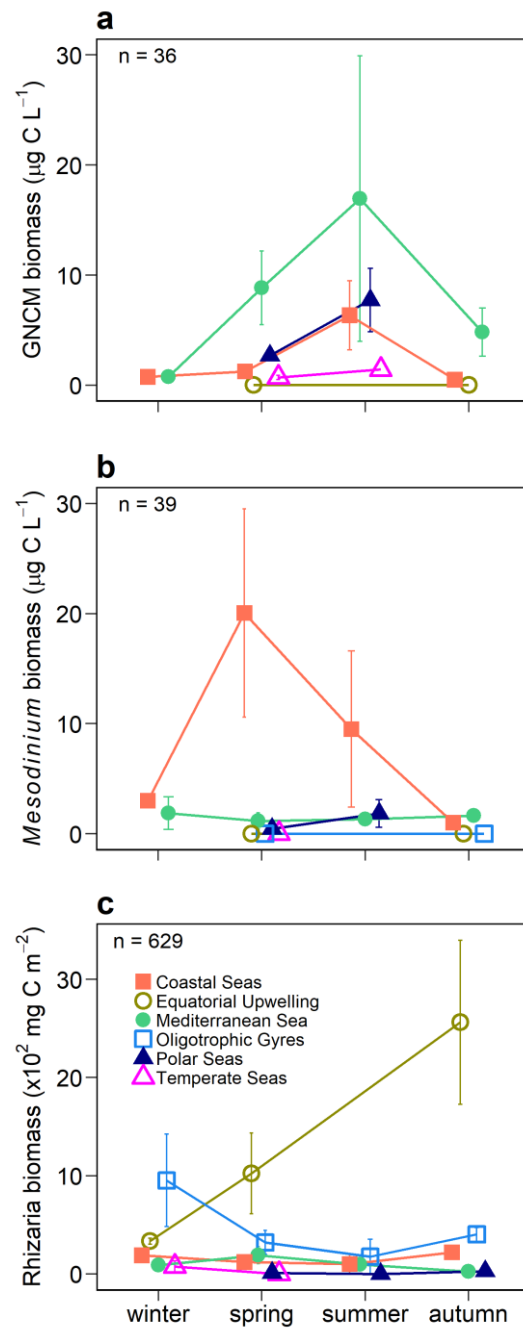 a
30
n = 36
20
10
0
GNCM biomass (μg C L⁻¹)
b
30
n = 39
20
10
0
Mesodinium biomass (μg C L⁻¹)
c
n = 629
30
20
10
0
Rhizaria biomass (x10² mg C m⁻²)
Coastal Seas
Equatorial Upwelling
Mediterranean Sea
Oligotrophic Gyres
Polar Seas
Temperate Seas
winter spring summer autumn